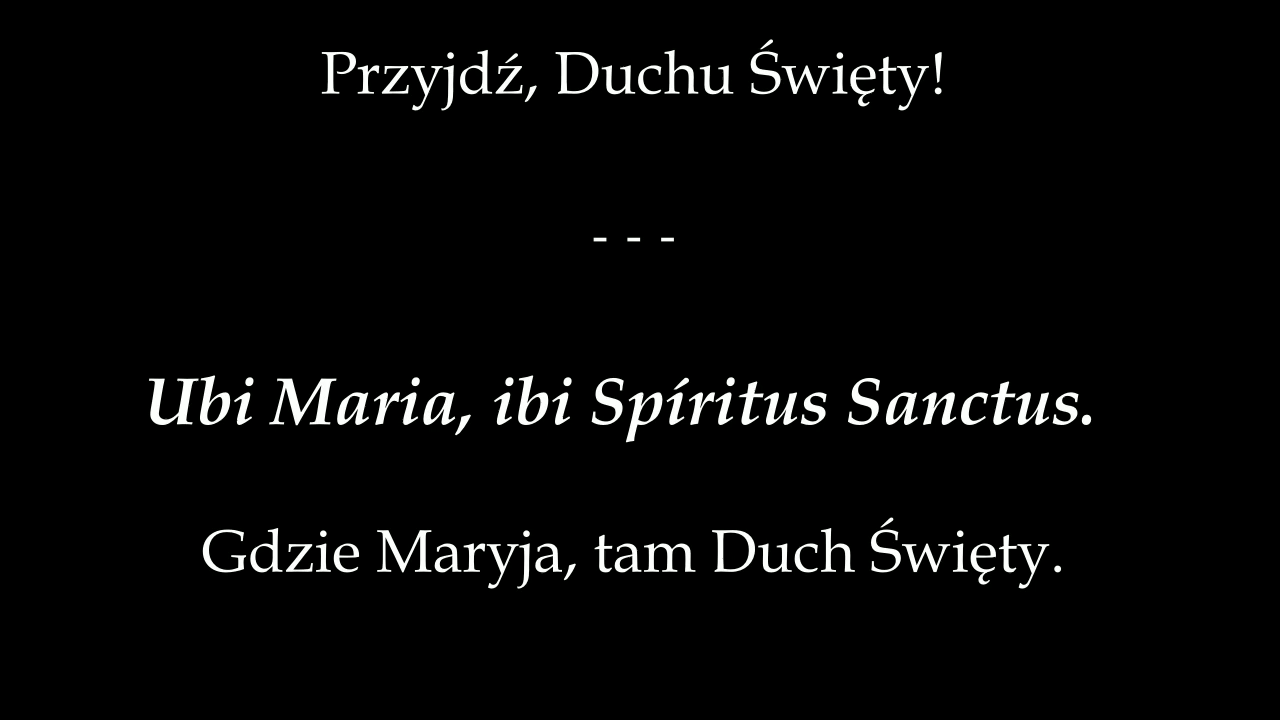 Przyjdź, Duchu Święty!
- - -
Ubi Maria, ibi Spíritus Sanctus.
Gdzie Maryja, tam Duch Święty.